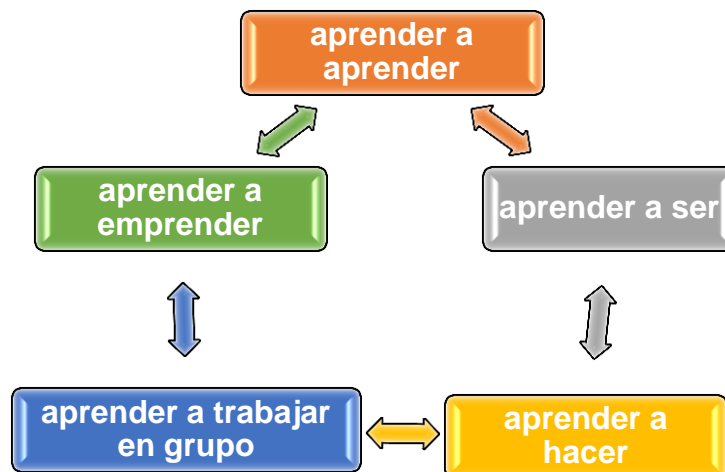 aprender a
aprender
aprender a
emprender
aprender a ser
aprender a trabajar
en grupo
aprender a
hacer